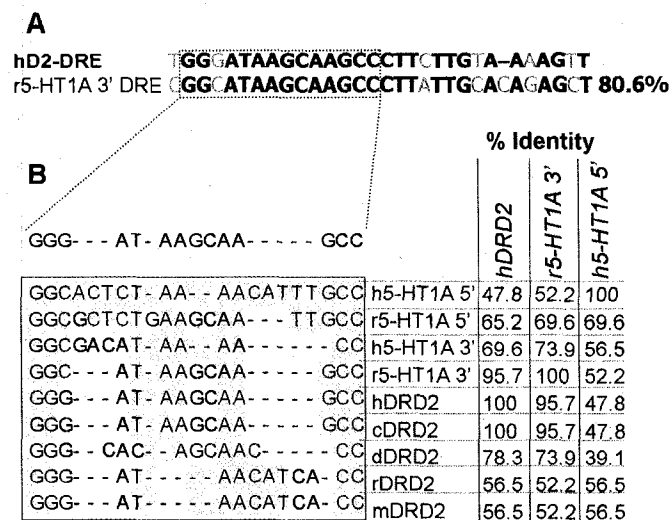 A
hD2-DRE TGGGATAAGCAAGCCCTTCTTGTA-AAAGTT
r5-HT1A 3' DRE CGGCATAAGCAAGCCCTTATTGCACAGAGCT 80.6%
% Identity
B hDRD2 r5-HT1A 3' h5-HT1A 5'
GGG---AT-AAGCAA-----GCC
GGCACTCT-AA--AACATTTGCC h5-HT1A 5' 47.8 52.2 100
GGCGCTCTGAAGCAA---TTGCC r5-HT1A 5' 65.2 69.6 69.6
GGCGACAT-AA--AA------CC h5-HT1A 3' 69.6 73.9 56.5
GGC---AT-AAGCAA-----GCC r5-HT1A 3' 95.7 100 52.2
GGG---AT-AAGCAA-----GCC hDRD2 100 95.7 47.8
GGG---AT-AAGCAA-----GCC cDRD2 100 95.7 47.8
GGG--CAC--AGCAAC-----CC dDRD2 78.3 73.9 39.1
GGG---AT-----AACATCA-CC rDRD2 56.5 52.2 56.5
GGG---AT-----AACATCA-CC mDRD2 56.5 52.2 56.5